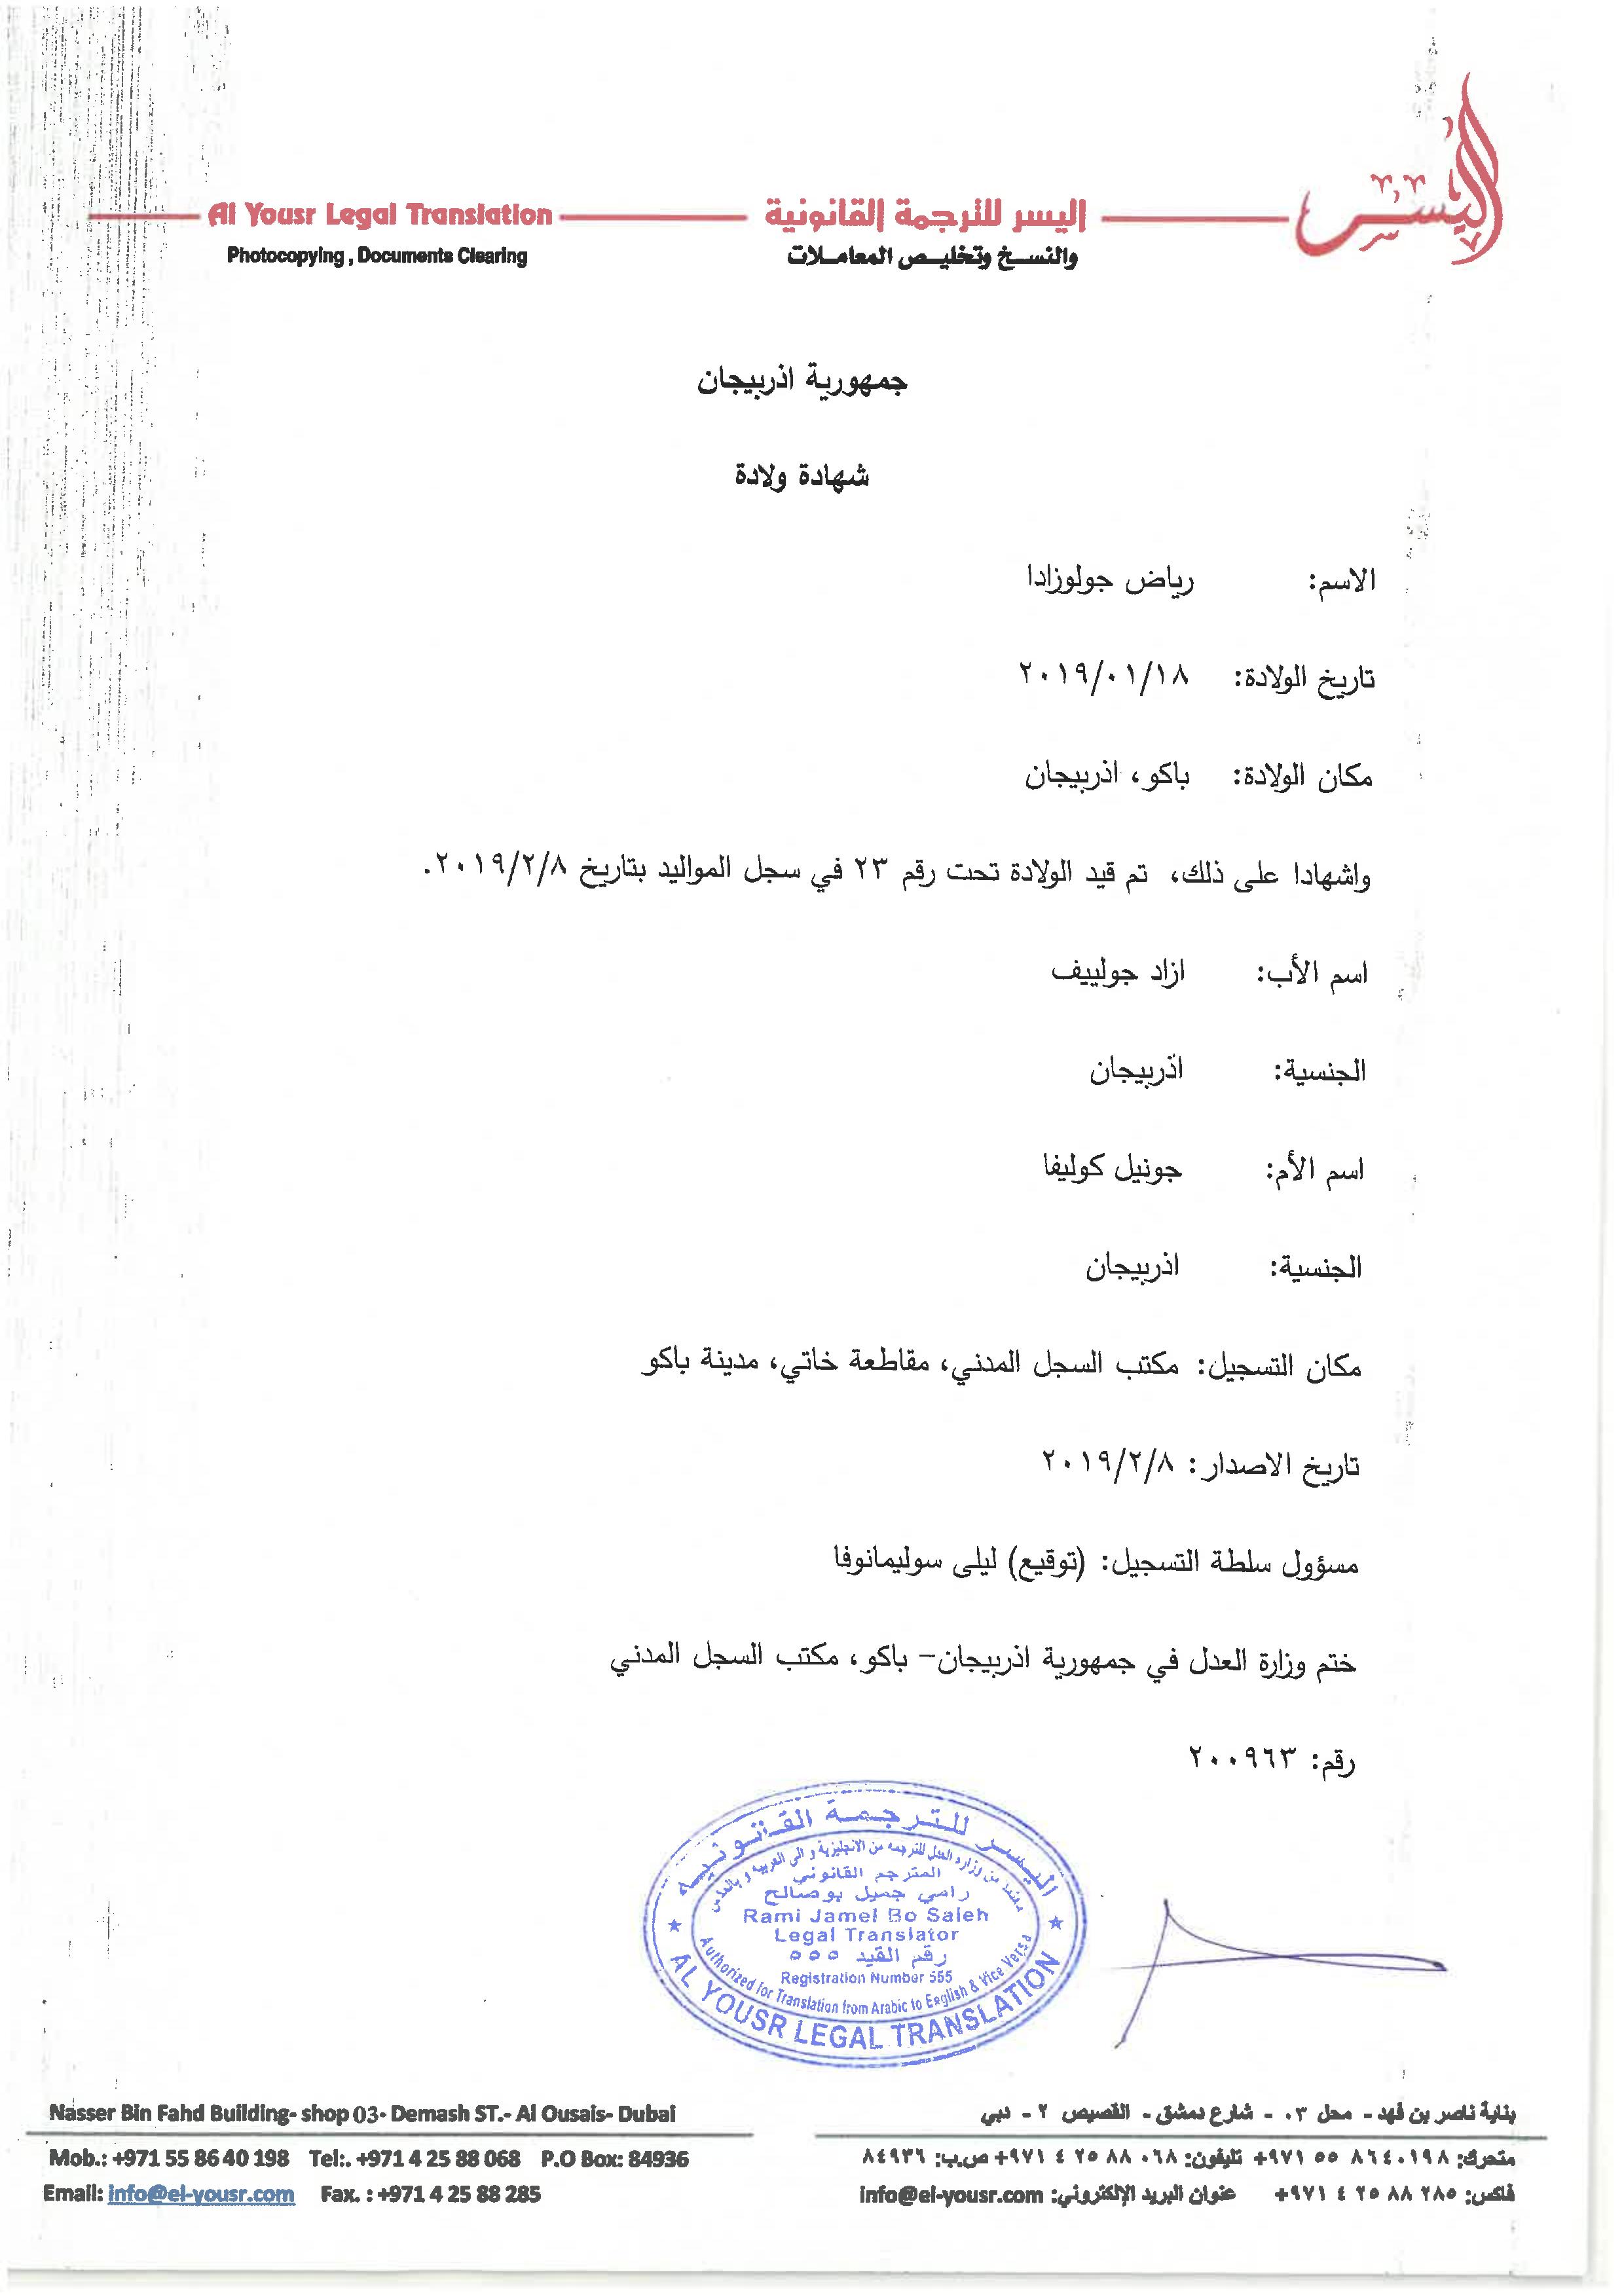 اليسر
Al Yousr Legal Translation
اليسر للترجمة القانونية
Photocopying , Documents Clearing
والنسخ وتخليص المعاملات
جمهورية اذربيجان
شهادة ولادة
الاسم: رياض جولوزادا
تاريخ الولادة: ٢٠١٩/٠١/١٨
مكان الولادة: باكو، اذربيجان
واشهادا على ذلك، تم قيد الولادة تحت رقم ٢٣ في سجل المواليد بتاريخ ٢٠١٩/٢/٨.
اسم الأب: ازاد جولييف
الجنسية: اذربيجان
اسم الأم: جونيل كوليفا
الجنسية: اذربيجان
مكان التسجيل: مكتب السجل المدني، مقاطعة خاتي، مدينة باكو
تاريخ الاصدار: ٢٠١٩/٢/٨
مسؤول سلطة التسجيل: (توقيع) ليلى سوليمانوفا
ختم وزارة العدل في جمهورية اذربيجان– باكو، مكتب السجل المدني
رقم: ٢٠٠٩٦٣
اليسر للترجمة القانونية
معتمد من وزارة العدل للترجمه من الانجليزية و الى العربيه و بالعكس
المترجم القانوني
رامي جميل بو صالح
Rami Jamel Bo Saleh
Legal Translator
رقم القيد ٥٥٥
Registration Number 555
Authorized for Translation from Arabic to English & Vice Versa
AL YOUSR LEGAL TRANSLATION
Nasser Bin Fahd Building- shop 03- Demash ST.- Al Ousais- Dubai
بناية ناصر بن فهد - محل ٠٣ - شارع دمشق - القصيص ٢ - دبي
Mob.: +971 55 86 40 198 Tel:. +971 4 25 88 068 P.O Box: 84936
متحرك: ٨٦٤٠١٩٨ ٥٥ ٩٧١+ تليفون: ٠٦٨ ٨٨ ٢٥ ٤ ٩٧١+ ص.ب: ٨٤٩٣٦
Email: info@el-yousr.com Fax. : +971 4 25 88 285
فاكس: ٢٨٥ ٨٨ ٢٥ ٤ ٩٧١+ عنوان البريد الإلكتروني: info@el-yousr.com